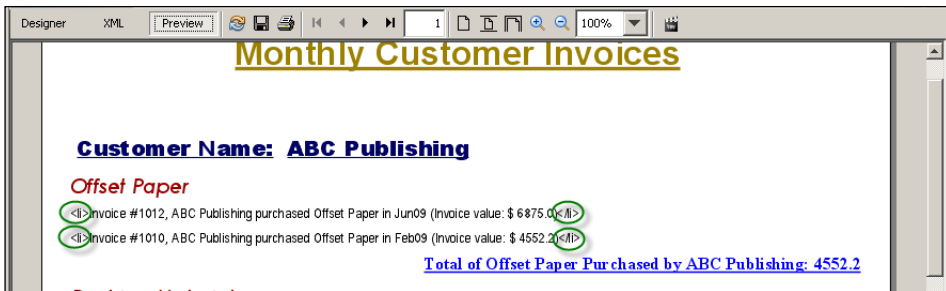 Designer XML Preview 1 100%
Monthly Customer Invoices
Customer Name: ABC Publishing
Offset Paper
<li>Invoice #1012, ABC Publishing purchased Offset Paper in Jun09 (Invoice value: $ 6875.0)</li>
<li>Invoice #1010, ABC Publishing purchased Offset Paper in Feb09 (Invoice value: $ 4552.2)</li>
Total of Offset Paper Purchased by ABC Publishing: 4552.2